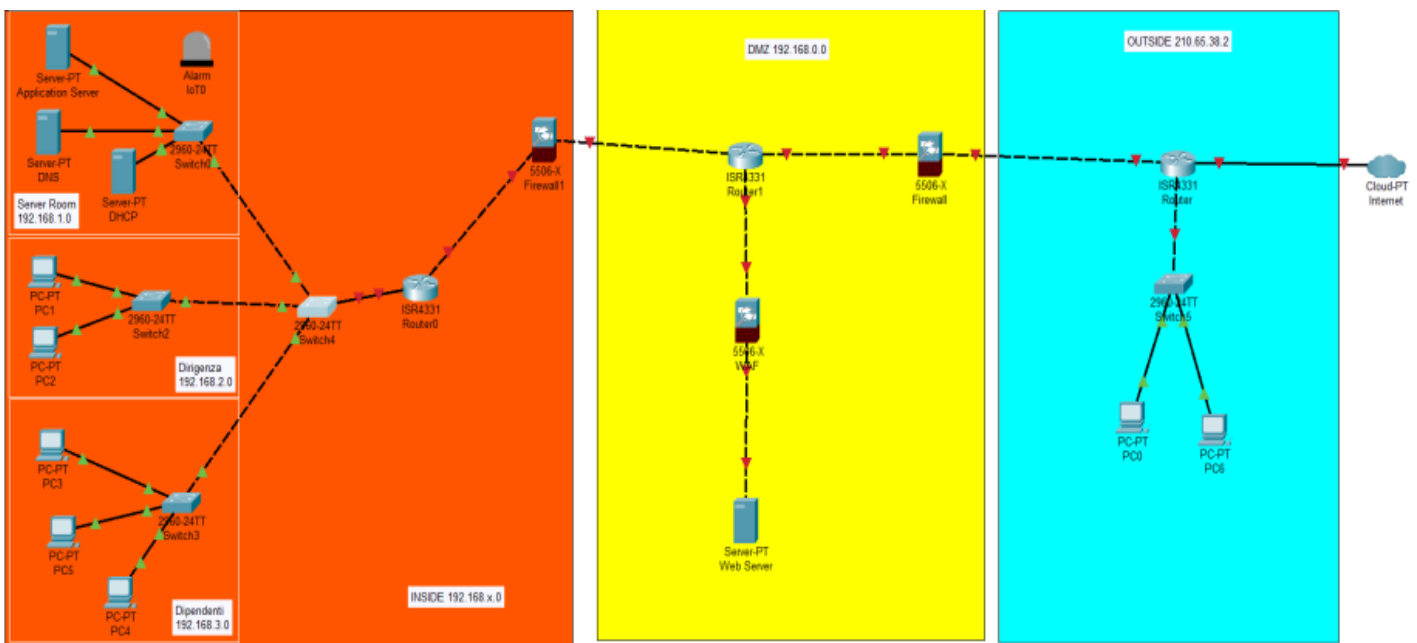 Server-PT
Application Server
Alarm
IoT0
Server-PT
DNS
2960-24TT
Switch0
Server-PT
DHCP
Server Room
192.168.1.0
PC-PT
PC1
PC-PT
PC2
2960-24TT
Switch2
Dirigenza
192.168.2.0
PC-PT
PC3
PC-PT
PC5
PC-PT
PC4
2960-24TT
Switch3
Dipendenti
192.168.3.0
2960-24TT
Switch4
ISR4331
Router0
5506-X
Firewall1
INSIDE 192.168.x.0
DMZ 192.168.0.0
ISR4331
Router1
5506-X
Firewall
5506-X
WAF
Server-PT
Web Server
OUTSIDE 210.65.38.2
ISR4331
Router
2960-24TT
Switch5
PC-PT
PC0
PC-PT
PC6
Cloud-PT
Internet